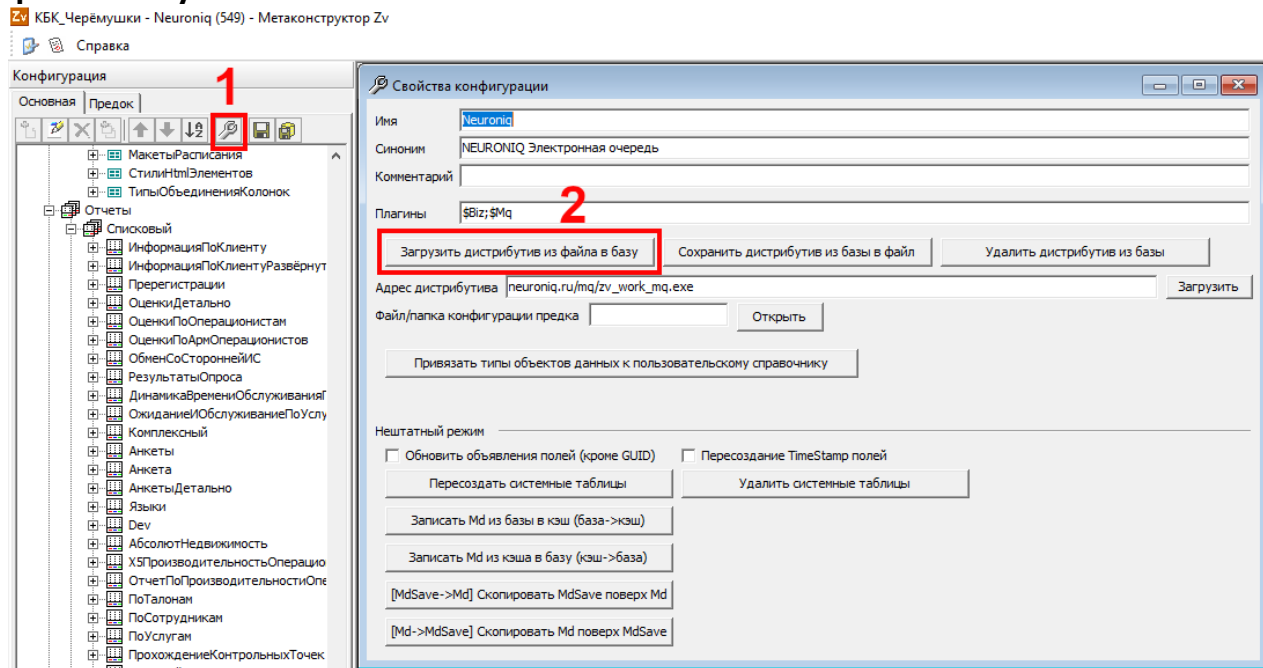 Zv КБК_Черёмушки - Neuroniq (549) - Метаконструктор Zv
Справка
Конфигурация
1
Основная Предок
МакетыРасписания
СтилиHtmlЭлементов
ТипыОбъединенияКолонок
Отчеты
Списковый
ИнформацияПоКлиенту
ИнформацияПоКлиентуРазвёрнут
Пререгистрации
ОценкиДетально
ОценкиПоОперационистам
ОценкиПоАрмОперационистов
ОбменСоСтороннейИС
РезультатыОпроса
ДинамикаВремениОбслуживания
ОжиданиеИОбслуживаниеПоУслу
Комплексный
Анкеты
Анкета
АнкетыДетально
Языки
Dev
АбсолютНедвижимость
X5ПроизводительностьОперацио
ОтчетПоПроизводительностиОпе
ПоТалонам
ПоСотрудникам
ПоУслугам
ПрохождениеКонтрольныхТочек
Свойства конфигурации
Имя Neuroniq
Синоним NEURONIQ Электронная очередь
Комментарий
2
Плагины $Biz;$Mq
Загрузить дистрибутив из файла в базу Сохранить дистрибутив из базы в файл Удалить дистрибутив из базы
Адрес дистрибутива neuroniq.ru/mq/zv_work_mq.exe Загрузить
Файл/папка конфигурации предка Открыть
Привязать типы объектов данных к пользовательскому справочнику
Нештатный режим
Обновить объявления полей (кроме GUID) Пересоздание TimeStamp полей
Пересоздать системные таблицы Удалить системные таблицы
Записать Md из базы в кэш (база->кэш)
Записать Md из кэша в базу (кэш->база)
[MdSave->Md] Скопировать MdSave поверх Md
[Md->MdSave] Скопировать Md поверх MdSave